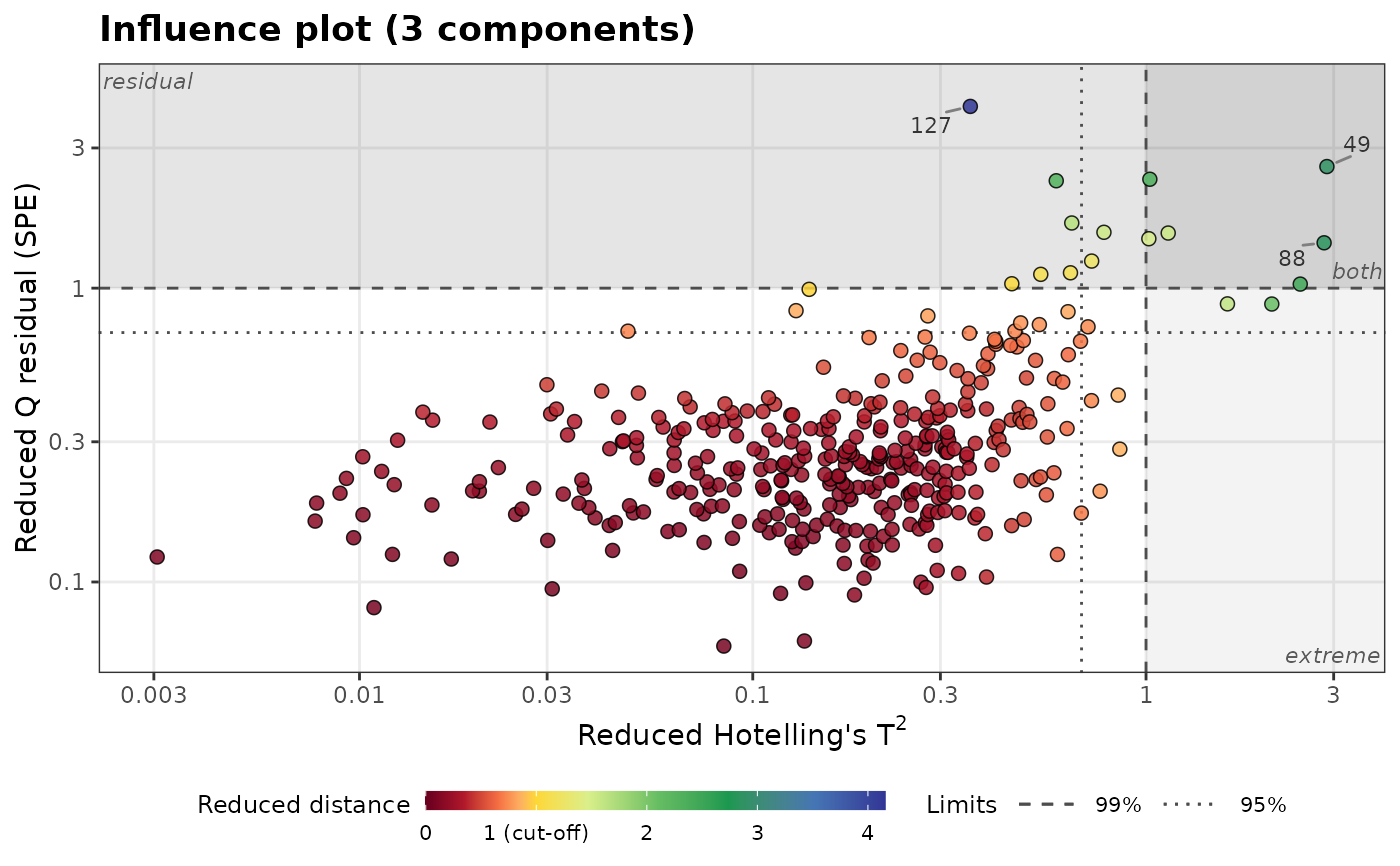 Influence plot (3 components)
residual
127
49
88
both
extreme
Reduced Q residual (SPE)
3
1
0.3
0.1
0.003 0.01 0.03 0.1 0.3 1 3
Reduced Hotelling's T²
Reduced distance
0 1 (cut-off) 2 3 4
Limits 99% 95%